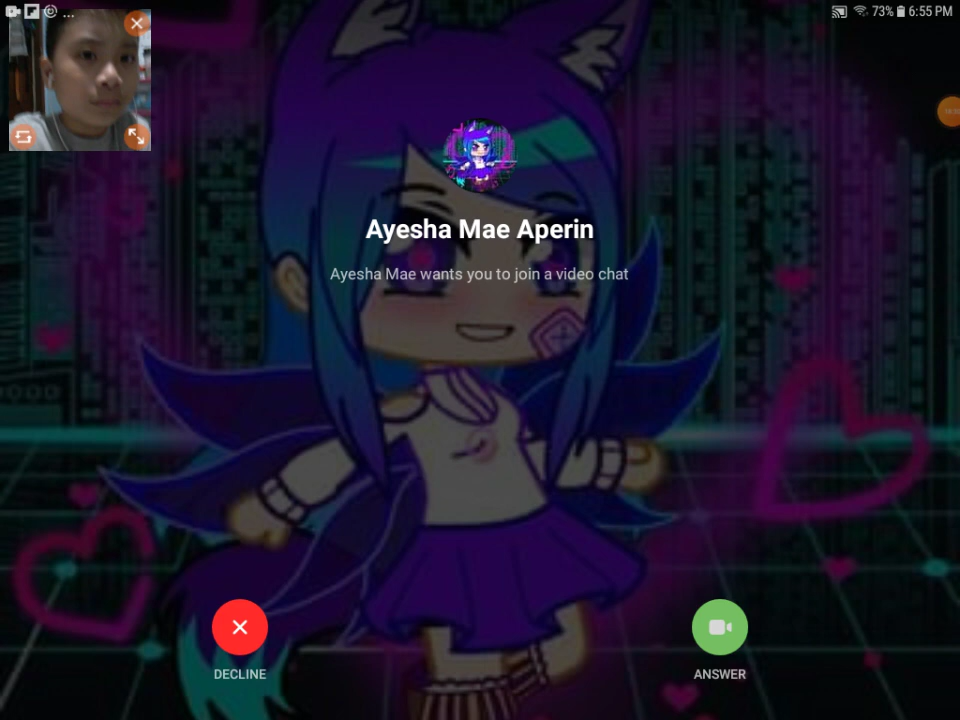 ...
73% 6:55 PM
Ayesha Mae Aperin
Ayesha Mae wants you to join a video chat
DECLINE
ANSWER